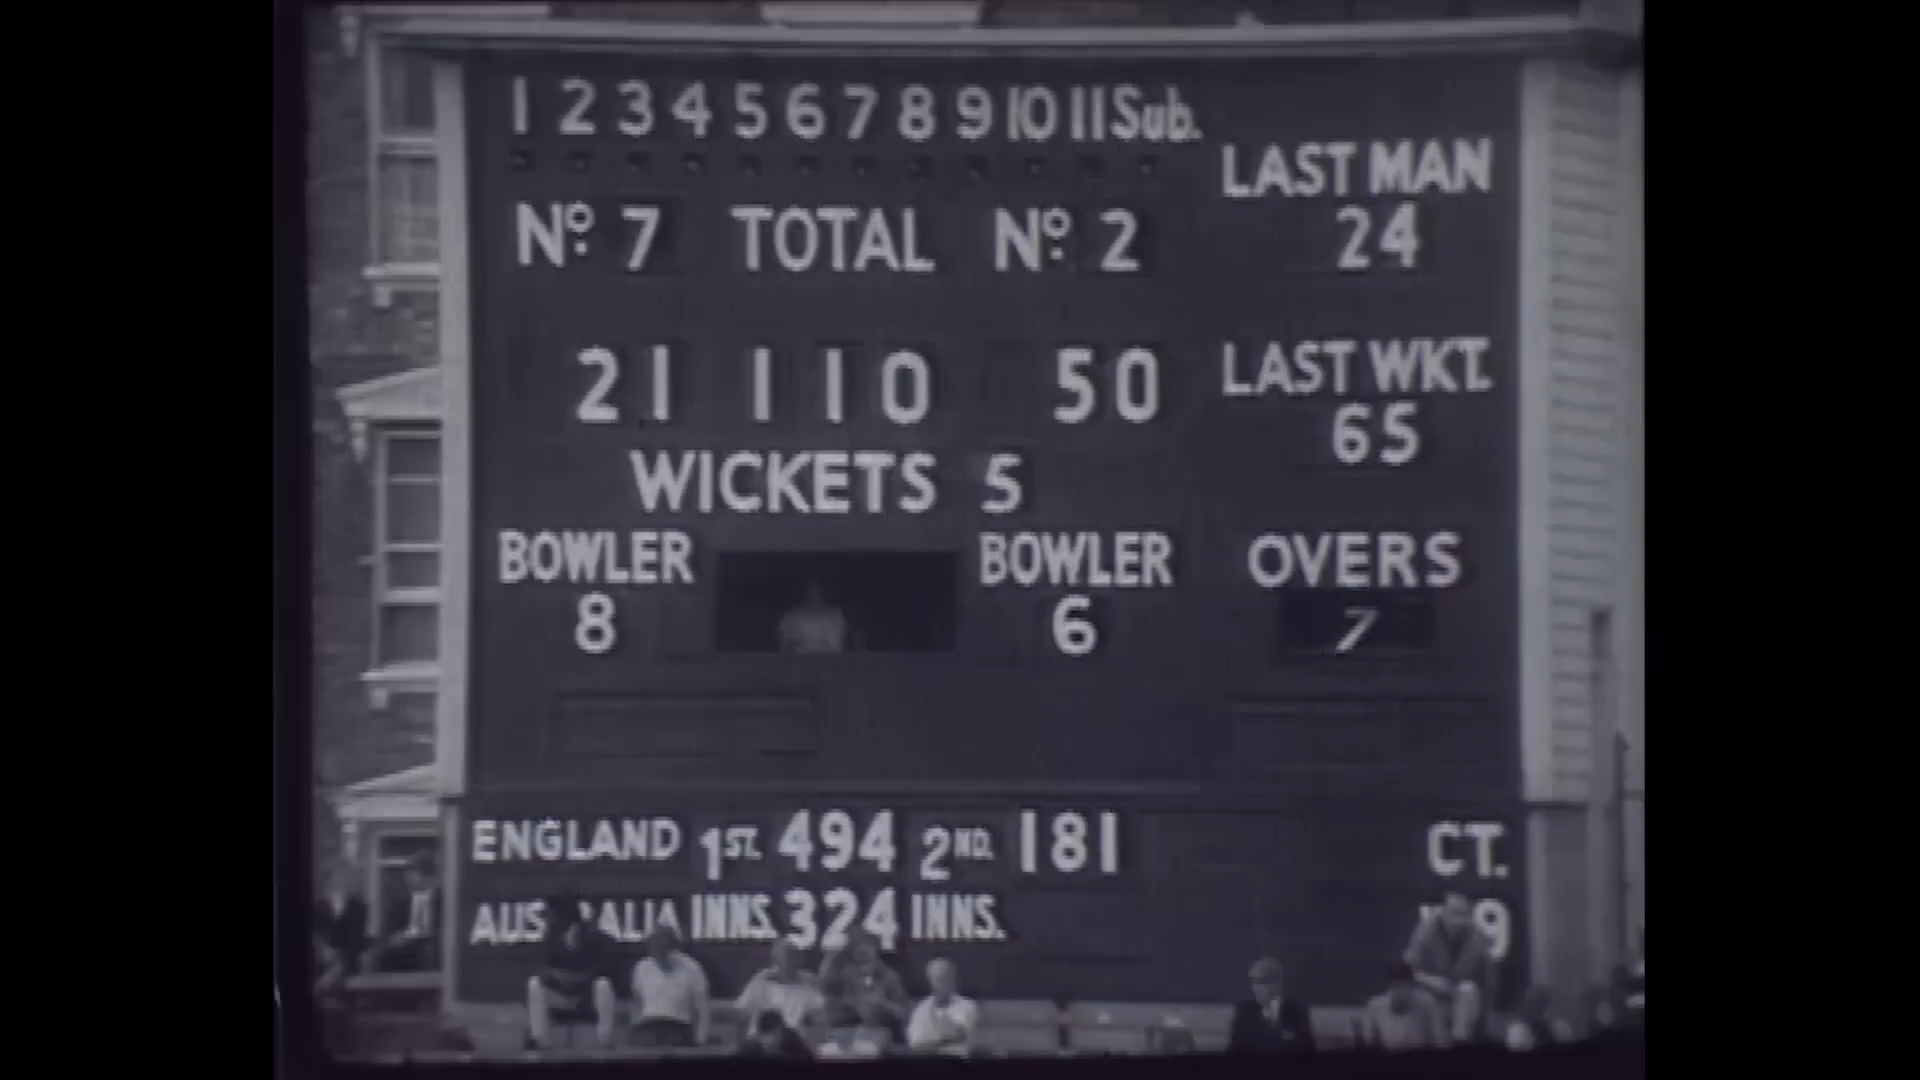 1 2 3 4 5 6 7 8 9 10 11 Sub.
LAST MAN
24
Nº. 7 TOTAL Nº. 2
21 110 50
LAST WKT.
65
WICKETS 5
BOWLER BOWLER OVERS
8 6 7
ENGLAND 1ST. 494 2ND. 181 CT.
INNS. 324 INNS. 9